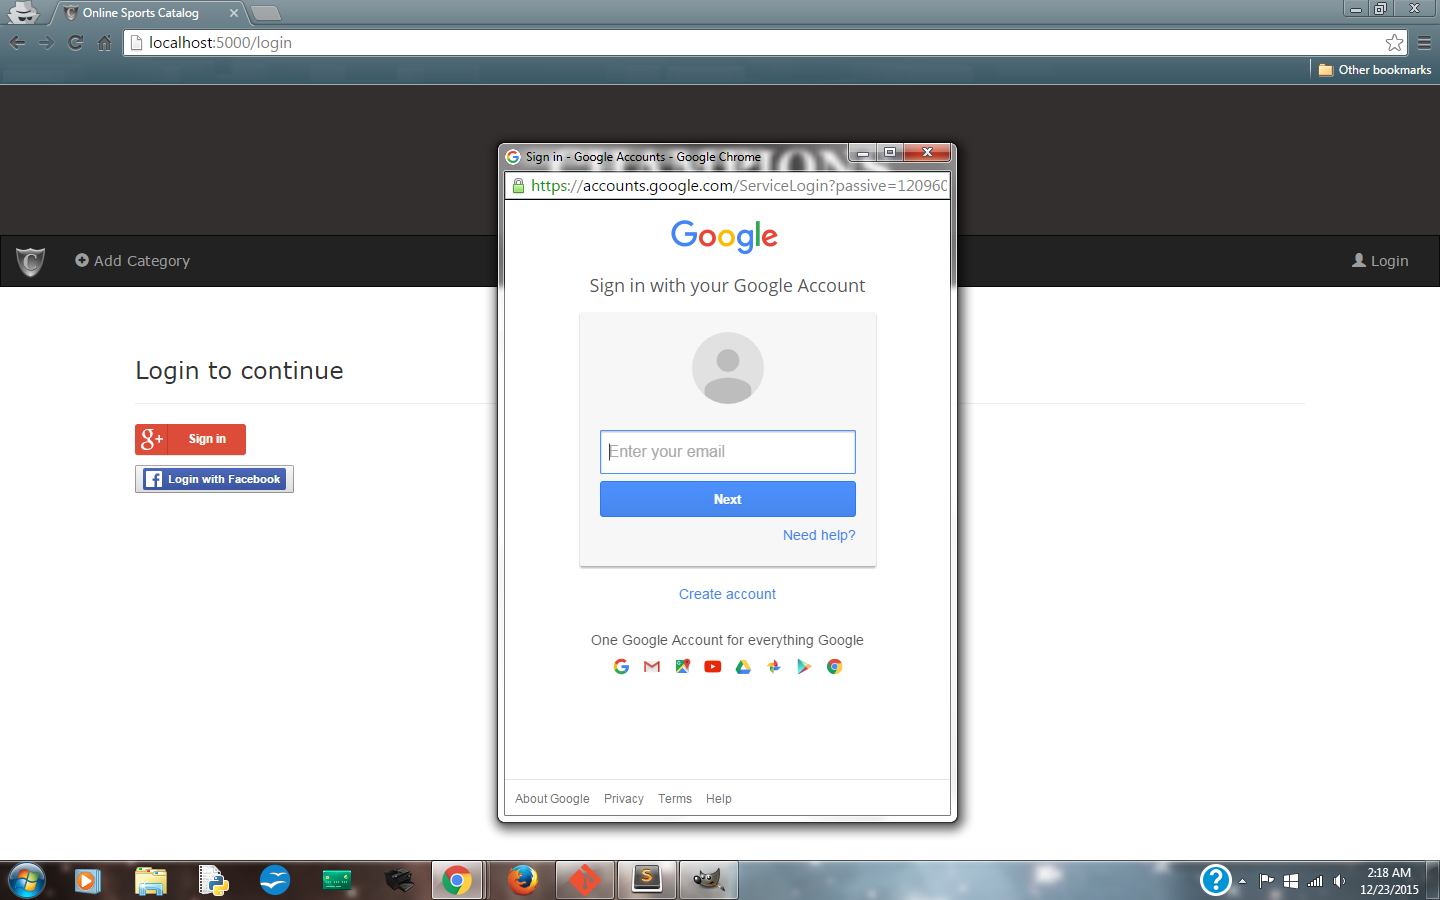 Online Sports Catalog
localhost:5000/login
Other bookmarks
Sign in - Google Accounts - Google Chrome
https://accounts.google.com/ServiceLogin?passive=120960
C
Add Category
Login
Google
Sign in with your Google Account
Login to continue
g+ Sign in
f Login with Facebook
Enter your email
Next
Need help?
Create account
One Google Account for everything Google
About Google Privacy Terms Help
2:18 AM
12/23/2015